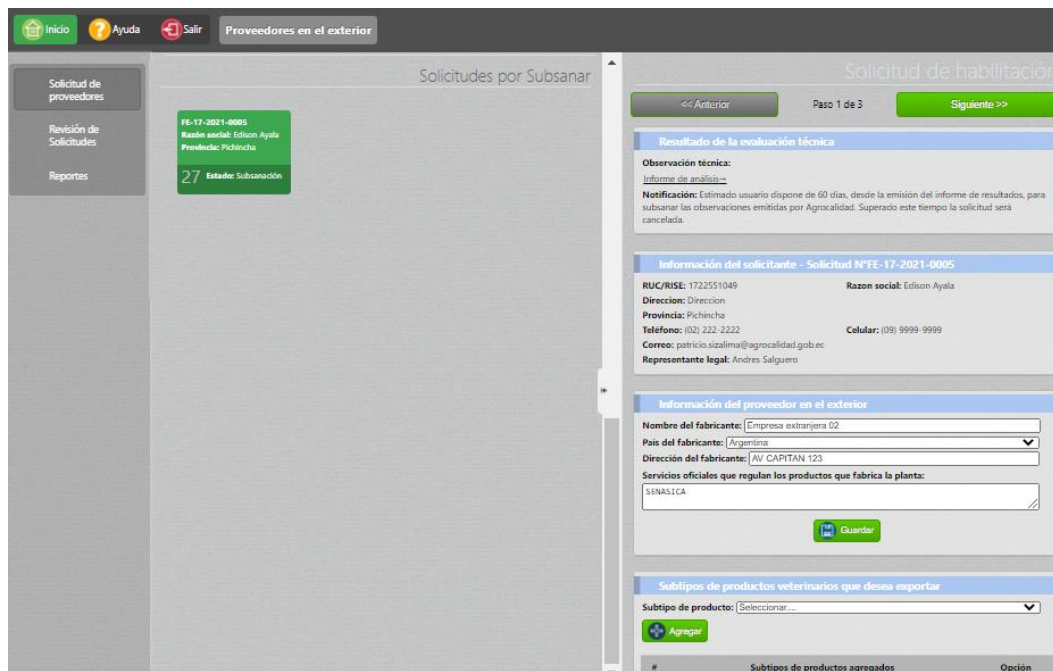 Inicio
Ayuda
Salir
Proveedores en el exterior
Solicitud de
proveedores
Revisión de
Solicitudes
Reportes
Solicitudes por Subsanar
FE-17-2021-0005
Razón social: Edison Ayala
Provincia: Pichincha
27 Estado: Subsanación
Solicitud de habilitación
<< Anterior
Paso 1 de 3
Siguiente >>
Resultado de la evaluación técnica
Observación técnica:
Informe de análisis
Notificación: Estimado usuario dispone de 60 días, desde la emisión del informe de resultados, para
subsanar las observaciones emitidas por Agrocalidad. Superado este tiempo la solicitud será
cancelada.
Información del solicitante - Solicitud N°FE-17-2021-0005
RUC/RISE: 1722551049
Razon social: Edison Ayala
Direccion: Direccion
Provincia: Pichincha
Teléfono: (02) 222-2222
Celular: (09) 9999-9999
Correo: patricio.sizalima@agrocalidad.gob.ec
Representante legal: Andres Salguero
Información del proveedor en el exterior
Nombre del fabricante: Empresa extranjera 02
País del fabricante: Argentina
Dirección del fabricante: AV CAPITAN 123
Servicios oficiales que regulan los productos que fabrica la planta:
SENASICA
Guardar
Subtipos de productos veterinarios que desea exportar
Subtipo de producto: Seleccionar....
Agregar
# Subtipos de productos agregados Opción